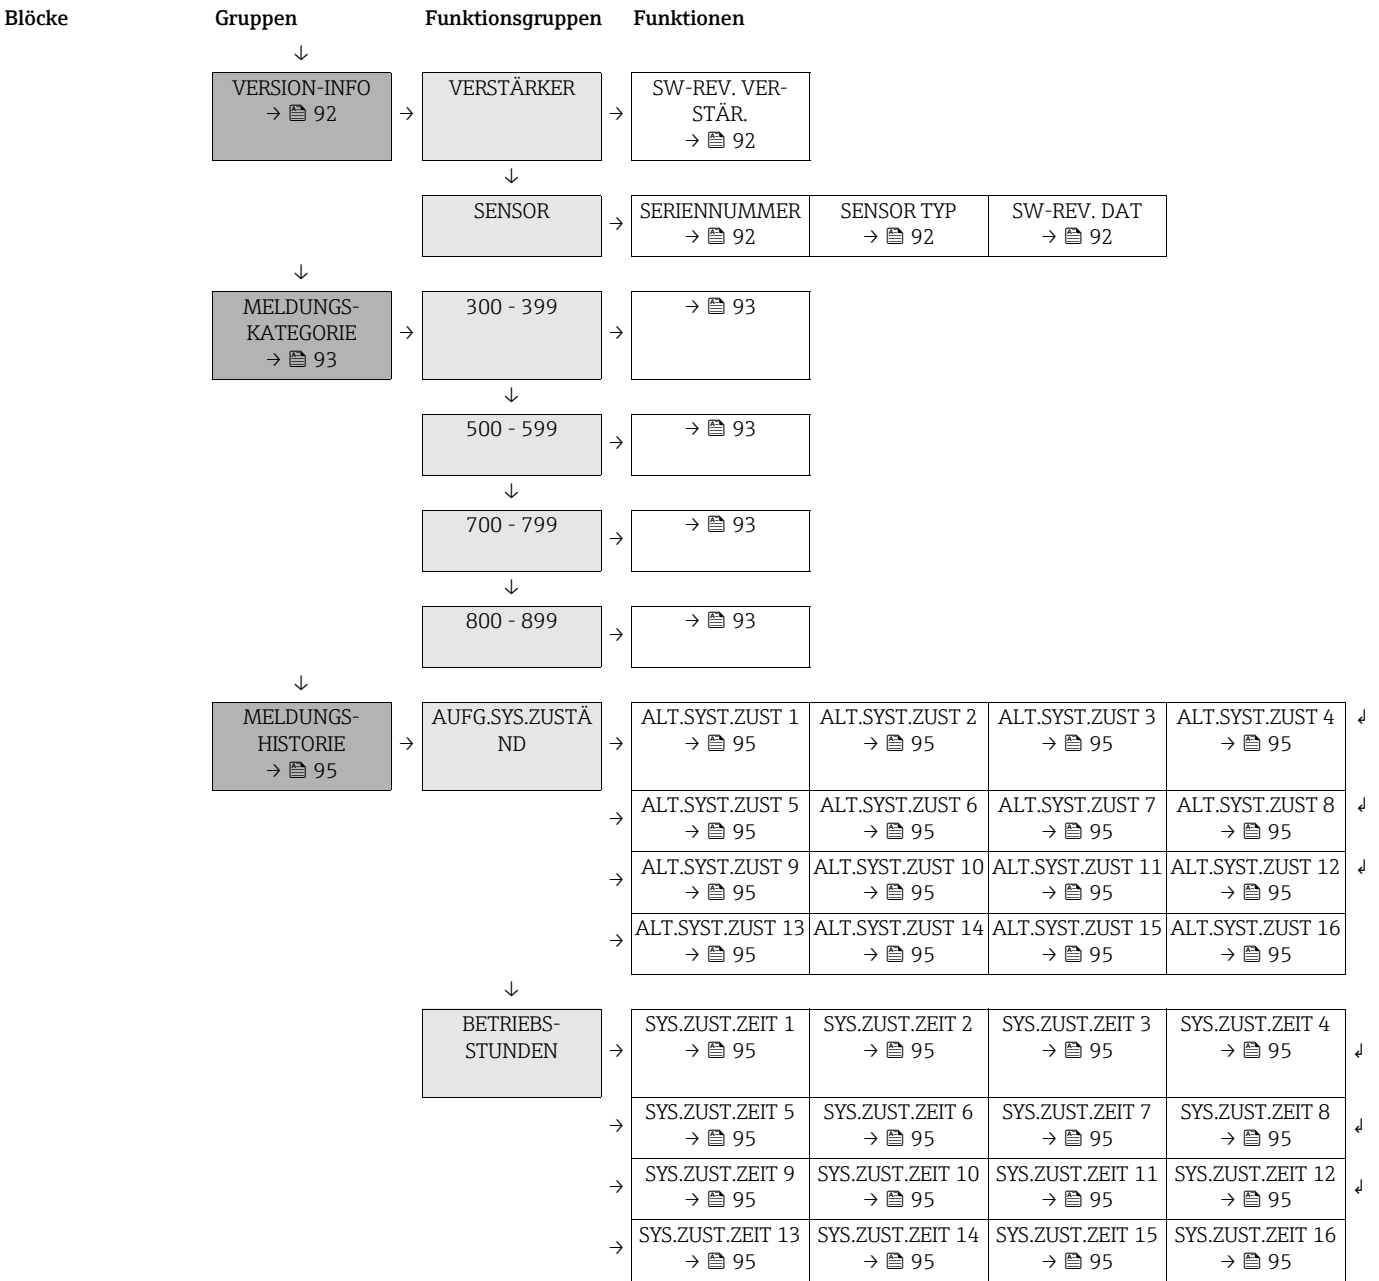 Blöcke Gruppen Funktionsgruppen Funktionen
↓
VERSION-INFO
→ 92
→
VERSTÄRKER
→
SW-REV. VER-
STÄR.
→ 92
↓
SENSOR
→
SERIENNUMMER
→ 92
SENSOR TYP
→ 92
SW-REV. DAT
→ 92
↓
MELDUNGS-
KATEGORIE
→ 93
→
300 - 399
→
→ 93
↓
500 - 599
→
→ 93
↓
700 - 799
→
→ 93
↓
800 - 899
→
→ 93
↓
MELDUNGS-
HISTORIE
→ 95
→
AUFG.SYS.ZUSTÄ
ND
→
ALT.SYST.ZUST 1
→ 95
ALT.SYST.ZUST 2
→ 95
ALT.SYST.ZUST 3
→ 95
ALT.SYST.ZUST 4
→ 95
↲
→
ALT.SYST.ZUST 5
→ 95
ALT.SYST.ZUST 6
→ 95
ALT.SYST.ZUST 7
→ 95
ALT.SYST.ZUST 8
→ 95
↲
→
ALT.SYST.ZUST 9
→ 95
ALT.SYST.ZUST 10
→ 95
ALT.SYST.ZUST 11
→ 95
ALT.SYST.ZUST 12
→ 95
↲
→
ALT.SYST.ZUST 13
→ 95
ALT.SYST.ZUST 14
→ 95
ALT.SYST.ZUST 15
→ 95
ALT.SYST.ZUST 16
→ 95
↓
BETRIEBS-
STUNDEN
→
SYS.ZUST.ZEIT 1
→ 95
SYS.ZUST.ZEIT 2
→ 95
SYS.ZUST.ZEIT 3
→ 95
SYS.ZUST.ZEIT 4
→ 95
↲
→
SYS.ZUST.ZEIT 5
→ 95
SYS.ZUST.ZEIT 6
→ 95
SYS.ZUST.ZEIT 7
→ 95
SYS.ZUST.ZEIT 8
→ 95
↲
→
SYS.ZUST.ZEIT 9
→ 95
SYS.ZUST.ZEIT 10
→ 95
SYS.ZUST.ZEIT 11
→ 95
SYS.ZUST.ZEIT 12
→ 95
↲
→
SYS.ZUST.ZEIT 13
→ 95
SYS.ZUST.ZEIT 14
→ 95
SYS.ZUST.ZEIT 15
→ 95
SYS.ZUST.ZEIT 16
→ 95